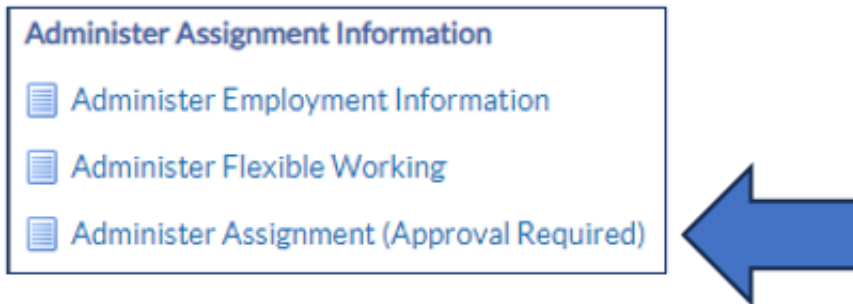 Administer Assignment Information
Administer Employment Information
Administer Flexible Working
Administer Assignment (Approval Required)